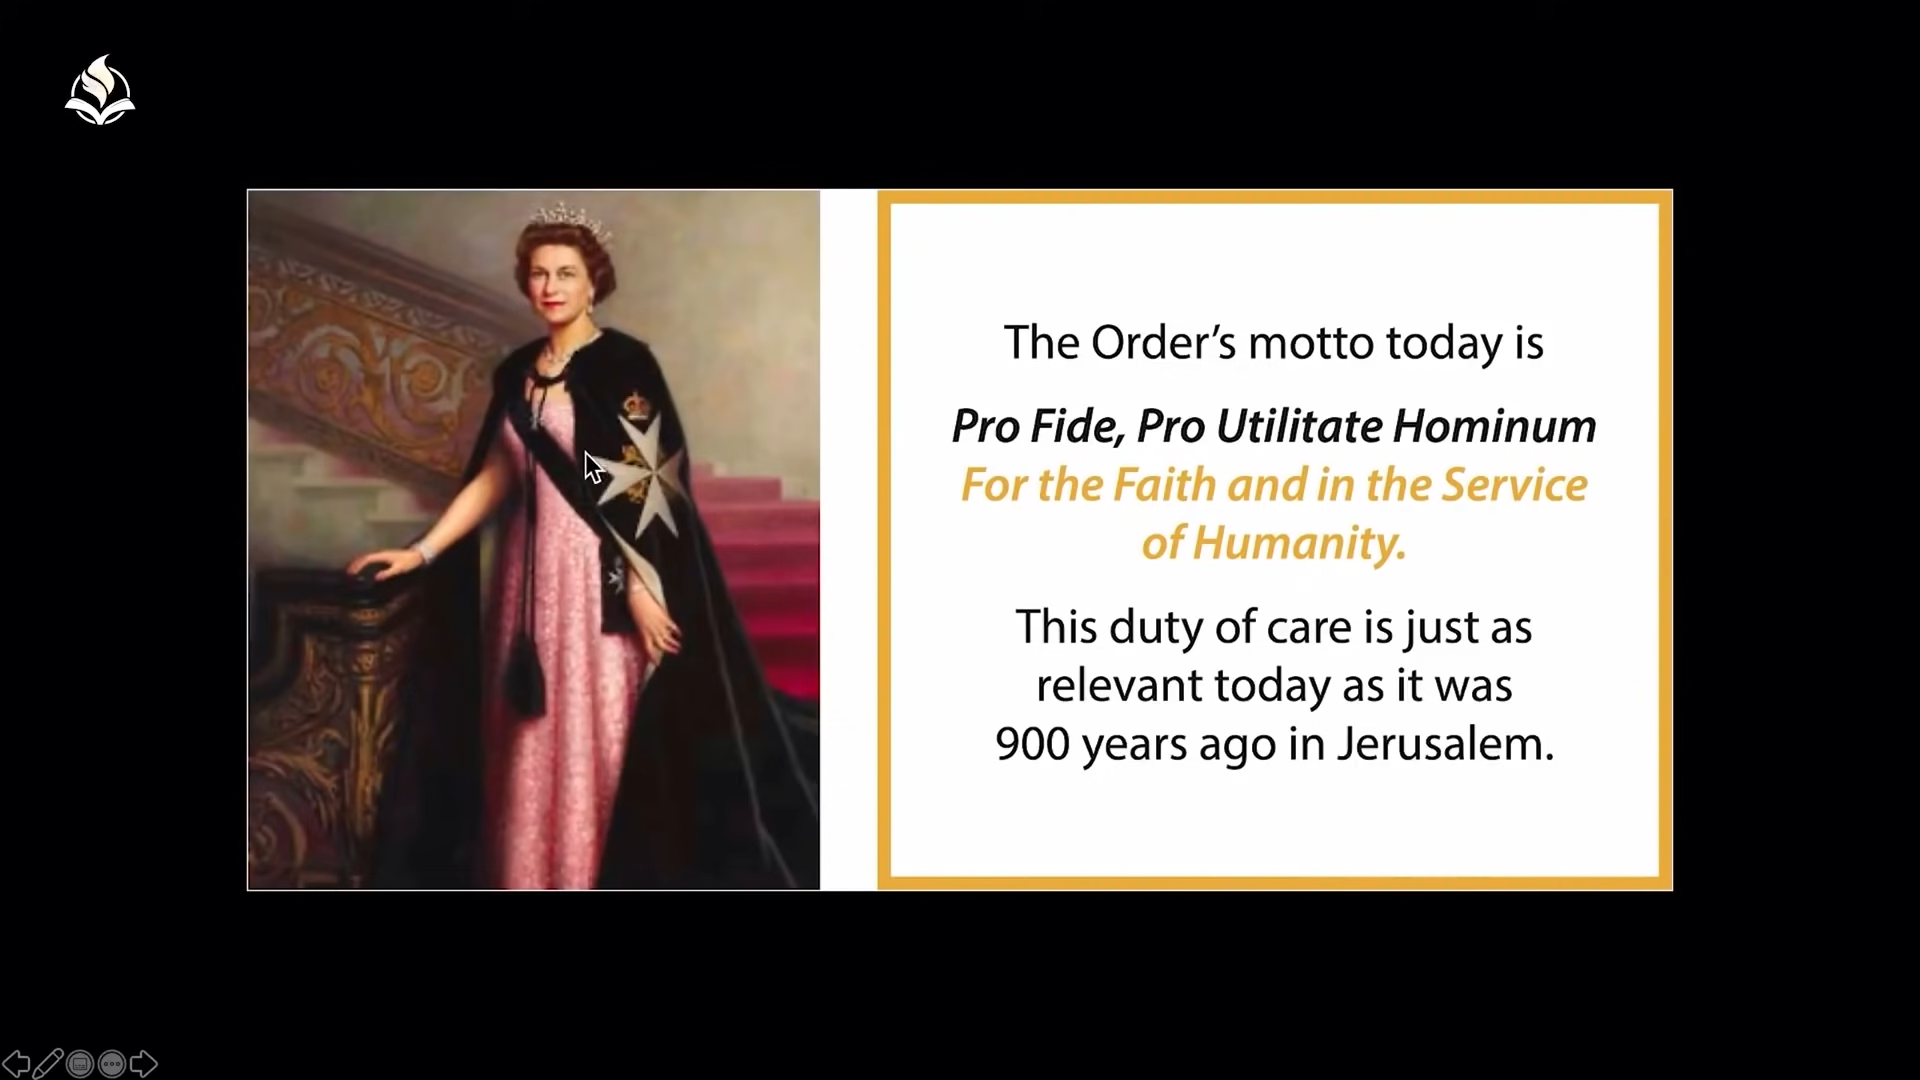 The Order’s motto today is
Pro Fide, Pro Utilitate Hominum
For the Faith and in the Service
of Humanity.
This duty of care is just as
relevant today as it was
900 years ago in Jerusalem.